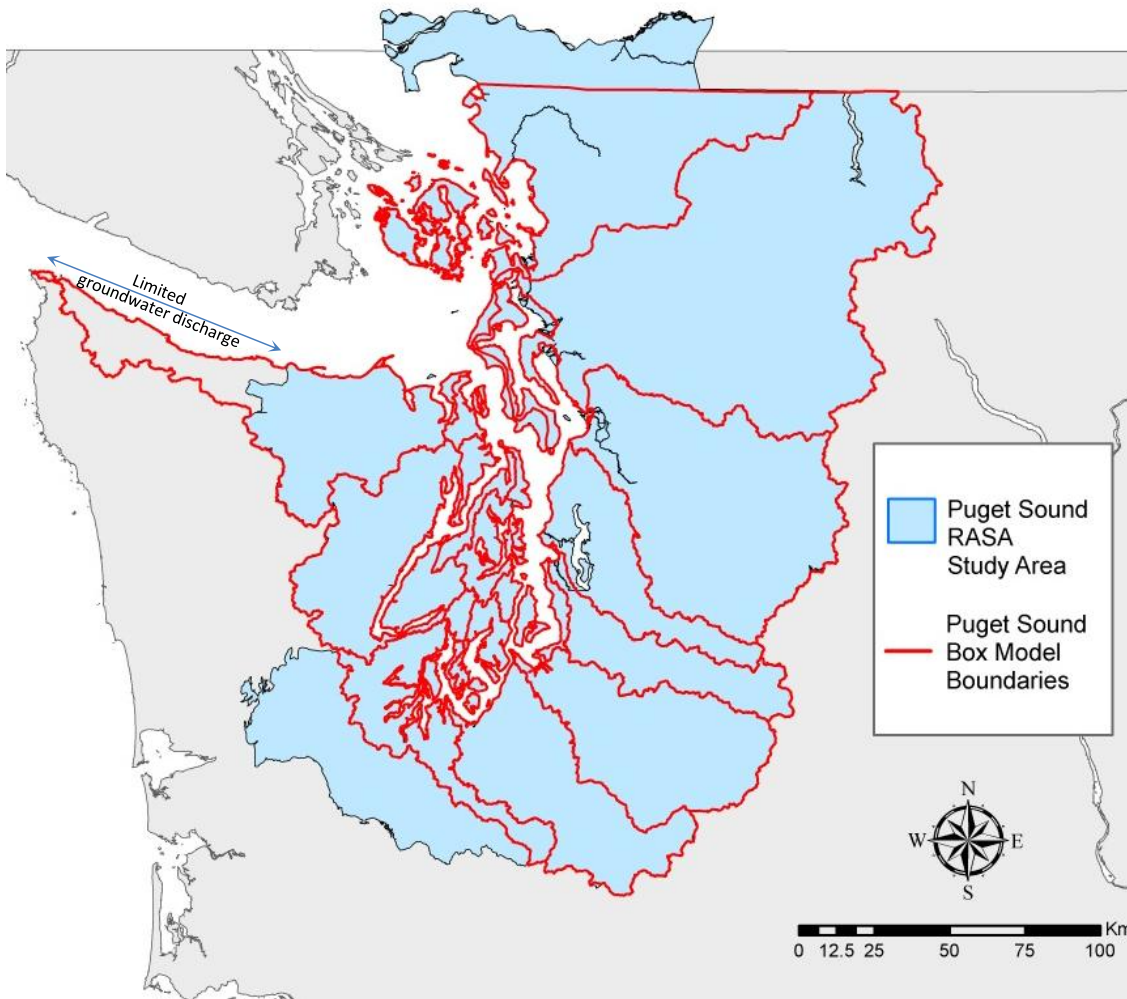 Limited
groundwater discharge
Puget Sound
RASA
Study Area
Puget Sound
Box Model
Boundaries
N
W E
S
Km
0 12.5 25 50 75 100